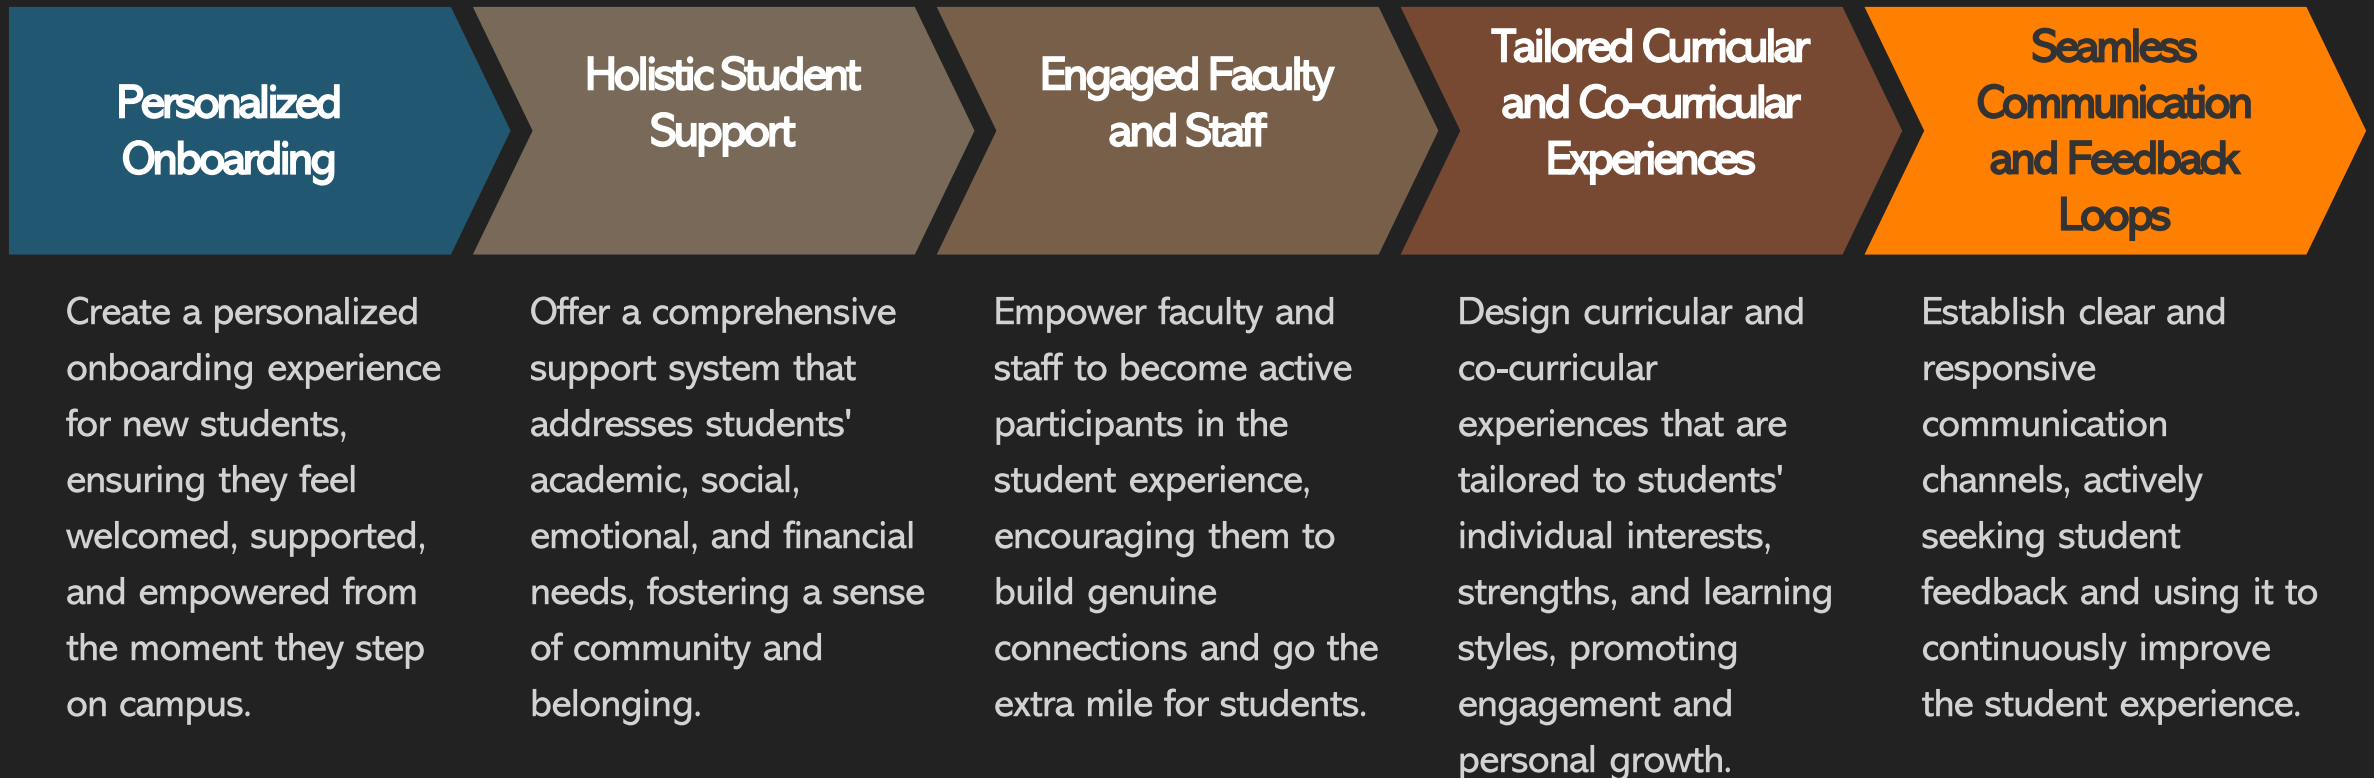 Personalized
Onboarding
Create a personalized
onboarding experience
for new students,
ensuring they feel
welcomed, supported,
and empowered from
the moment they step
on campus.
Holistic Student
Support
Offer a comprehensive
support system that
addresses students'
academic, social,
emotional, and financial
needs, fostering a sense
of community and
belonging.
Engaged Faculty
and Staff
Empower faculty and
staff to become active
participants in the
student experience,
encouraging them to
build genuine
connections and go the
extra mile for students.
Tailored Curricular
and Co-curricular
Experiences
Design curricular and
co-curricular
experiences that are
tailored to students'
individual interests,
strengths, and learning
styles, promoting
engagement and
personal growth.
Seamless
Communication
and Feedback
Loops
Establish clear and
responsive
communication
channels, actively
seeking student
feedback and using it to
continuously improve
the student experience.